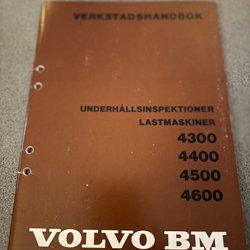 VERKSTADSHANDBOK
UNDERHÅLLSINSPEKTIONER
LASTMASKINER
4300
4400
4500
4600
VOLVO BM